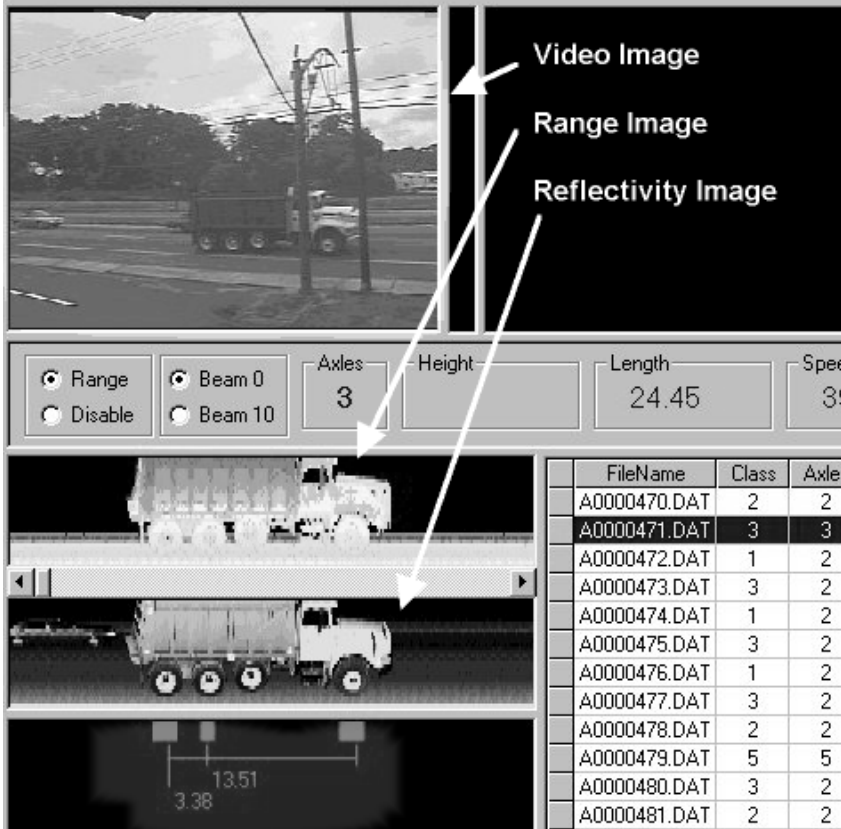 Video Image
Range Image
Reflectivity Image
Axles Height Length
Range Beam 0 3 24.45
Disable Beam 10
FileName Class
A0000470.DAT 2 2
A0000471.DAT 3 3
A0000472.DAT 1 2
A0000473.DAT 3 2
A0000474.DAT 1 2
A0000475.DAT 3 2
A0000476.DAT 1 2
A0000477.DAT 3 2
A0000478.DAT 2 2
A0000479.DAT 5 5
A0000480.DAT 3 2
A0000481.DAT 2 2
13.51
3.38